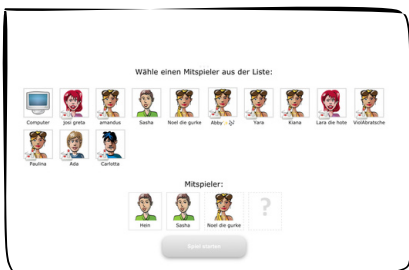 Wähle einen Mitspieler aus der Liste:
Computer josi greta amandus Sasha Noel die gurke Abby Yara Kiana Lara die hote ViolaBratsche
Paulina Ada Carlotta
Mitspieler:
Hein Sasha Noel die gurke ?
Spiel starten